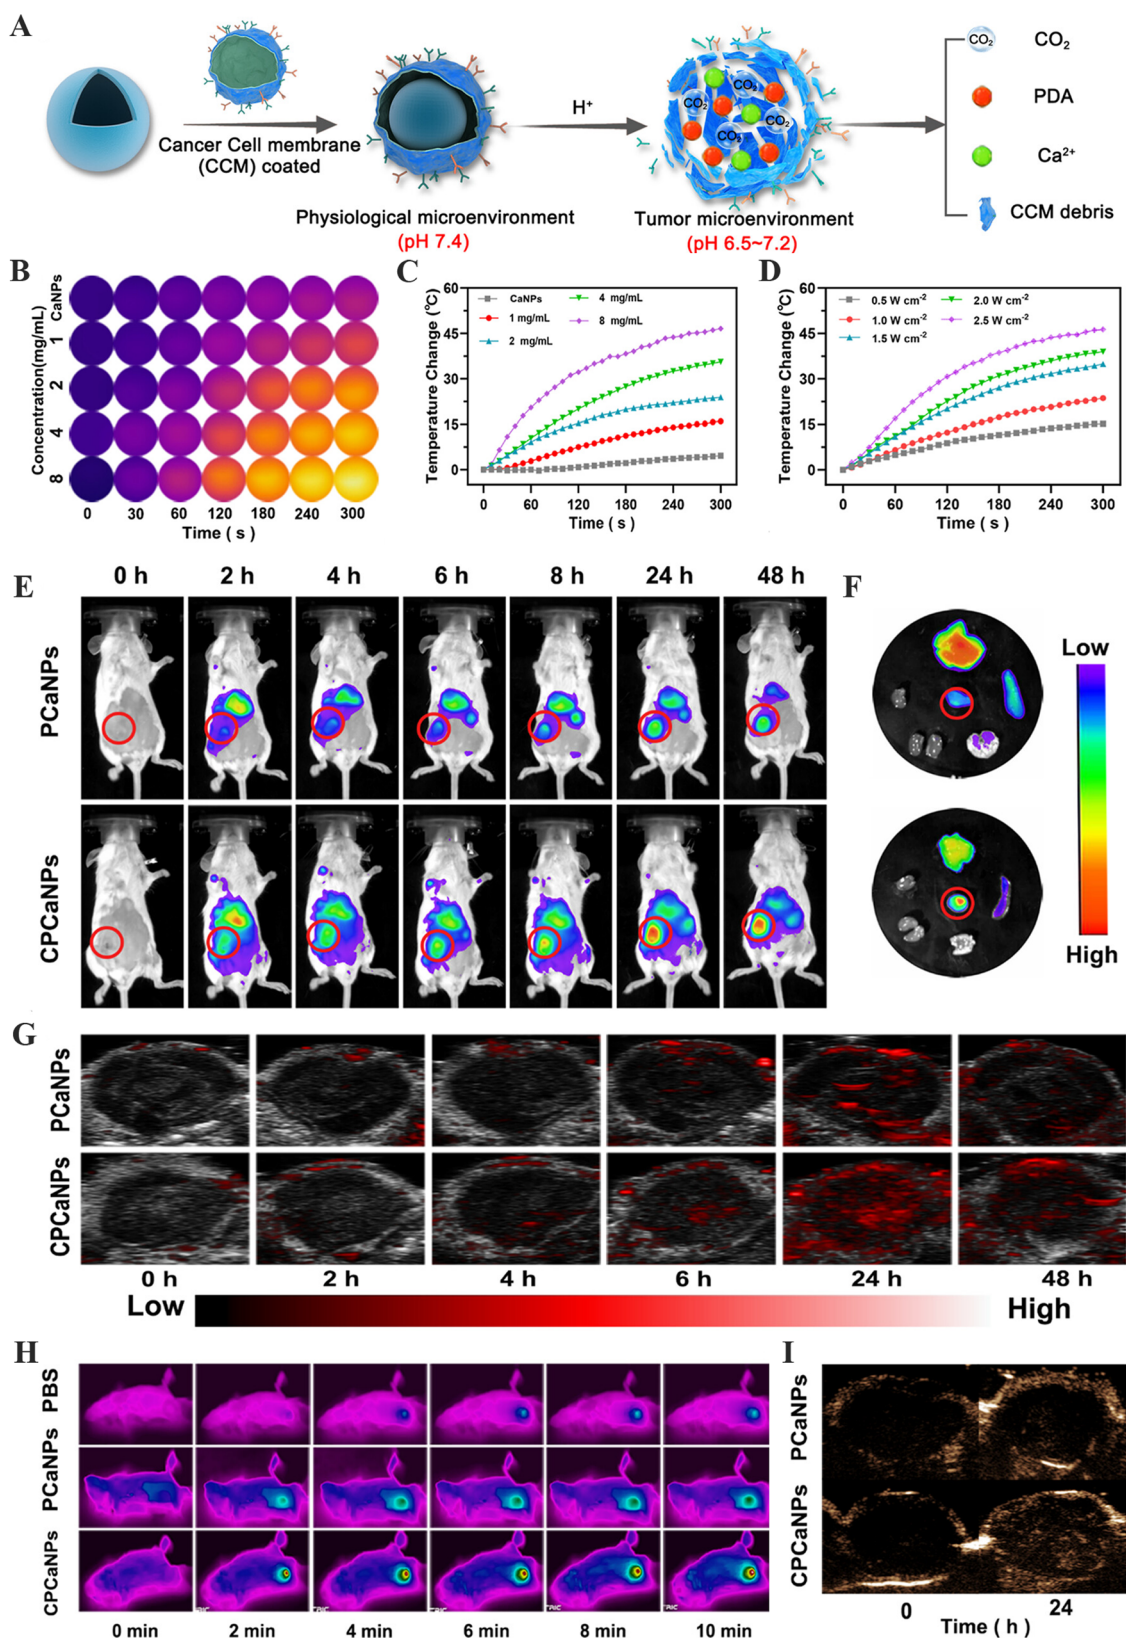 A
CO₂
Cancer Cell membrane
(CCM) coated
H⁺
CO₂
CO₂
CO₂
CO₂
CO₂
PDA
Ca²⁺
CCM debris
Physiological microenvironment
(pH 7.4)
Tumor microenvironment
(pH 6.5~7.2)
B
Concentration(mg/mL)
CaNPs
1
2
4
8
0 30 60 120 180 240 300
Time ( s )
C
Temperature Change (℃)
60
45
30
15
0
CaNPs
1 mg/mL
2 mg/mL
4 mg/mL
8 mg/mL
0 60 120 180 240 300
Time ( s )
D
Temperature Change (℃)
60
45
30
15
0
0.5 W cm⁻²
1.0 W cm⁻²
1.5 W cm⁻²
2.0 W cm⁻²
2.5 W cm⁻²
0 60 120 180 240 300
Time ( s )
E
0 h 2 h 4 h 6 h 8 h 24 h 48 h
PCaNPs
CPCaNPs
F
Low
High
G
PCaNPs
CPCaNPs
0 h 2 h 4 h 6 h 24 h 48 h
Low High
H
PBS
PCaNPs
CPCaNPs
0 min 2 min 4 min 6 min 8 min 10 min
I
PCaNPs
CPCaNPs
0 24
Time ( h )